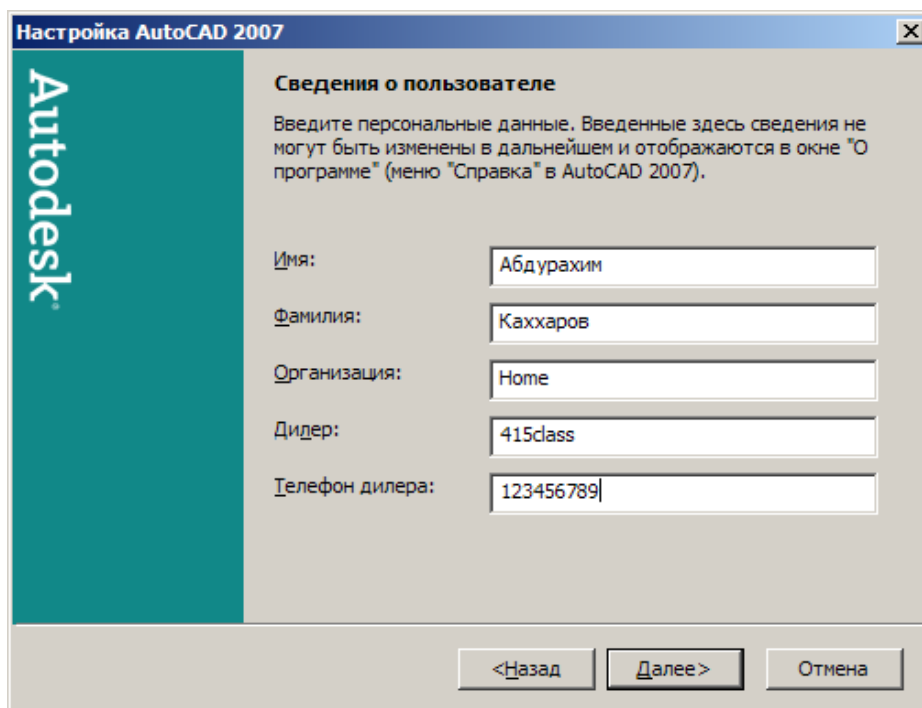 Настройка AutoCAD 2007
Autodesk
Сведения о пользователе
Введите персональные данные. Введенные здесь сведения не
могут быть изменены в дальнейшем и отображаются в окне "О
программе" (меню "Справка" в AutoCAD 2007).
Имя: Абдурахим
Фамилия: Каххаров
Организация: Home
Дилер: 415class
Телефон дилера: 123456789
<Назад Далее> Отмена